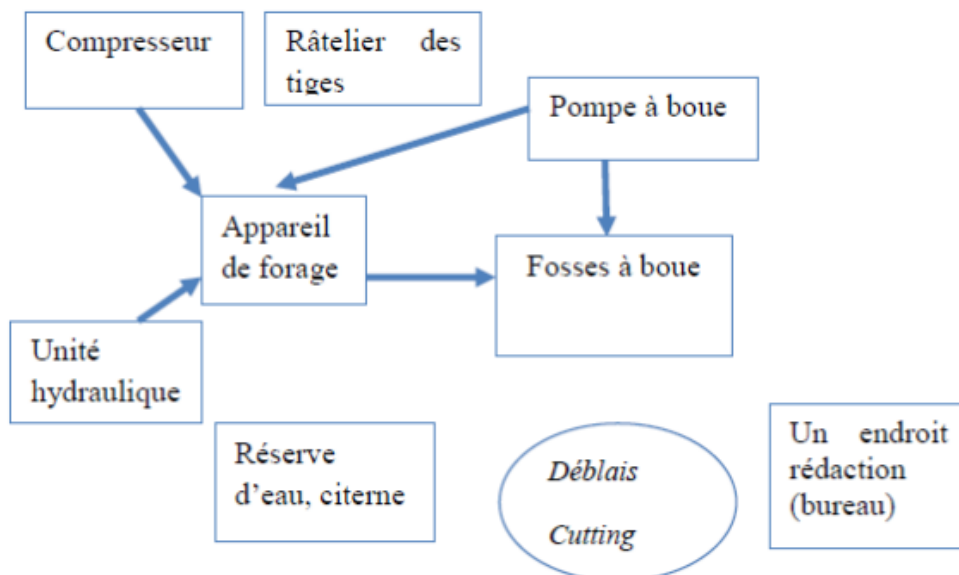 Compresseur
Râtelier des
tiges
Pompe à boue
Appareil
de forage
Fosses à boue
Unité
hydraulique
Réserve
d'eau, citerne
Déblais
Cutting
Un endroit
rédaction
(bureau)